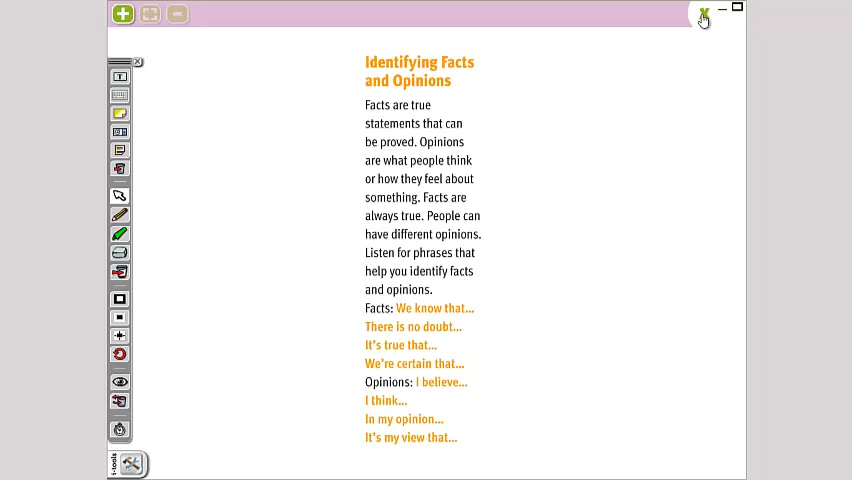 Identifying Facts
and Opinions
Facts are true
statements that can
be proved. Opinions
are what people think
or how they feel about
something. Facts are
always true. People can
have different opinions.
Listen for phrases that
help you identify facts
and opinions.
Facts: We know that...
There is no doubt...
It's true that...
We're certain that...
Opinions: I believe...
I think...
In my opinion...
It's my view that...
t-tools